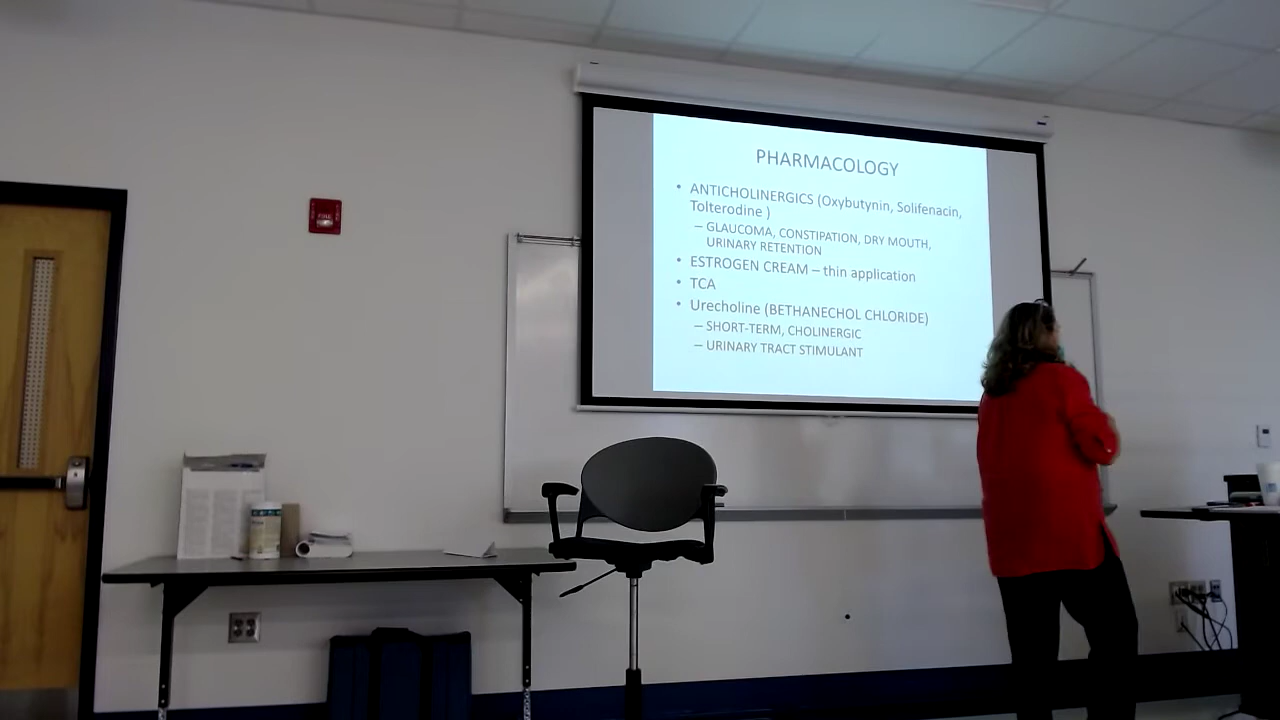 PHARMACOLOGY
• ANTICHOLINERGICS (Oxybutynin, Solifenacin,
Tolterodine )
– GLAUCOMA, CONSTIPATION, DRY MOUTH,
URINARY RETENTION
• ESTROGEN CREAM – thin application
• TCA
• Urecholine (BETHANECHOL CHLORIDE)
– SHORT-TERM, CHOLINERGIC
– URINARY TRACT STIMULANT
FIRE